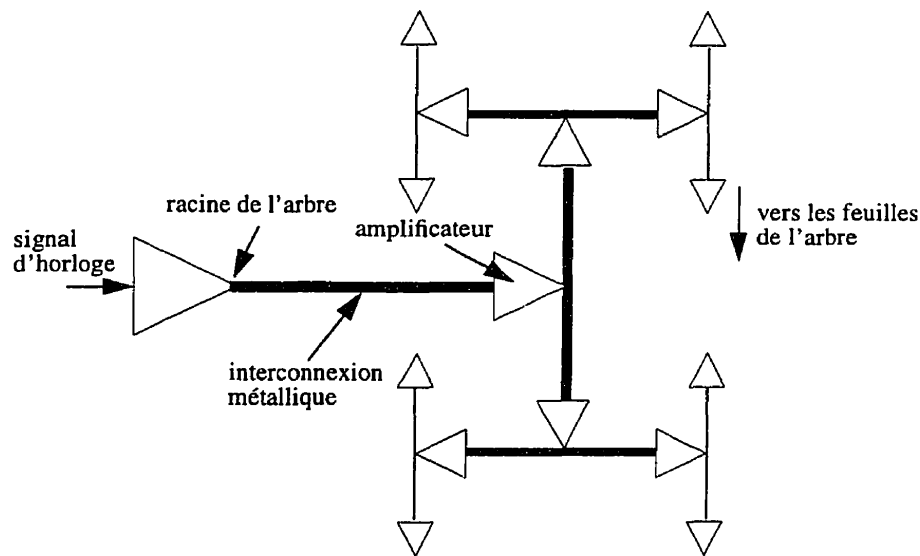 racine de l'arbre
amplificateur
vers les feuilles
de l'arbre
signal
d'horloge
interconnexion
métallique